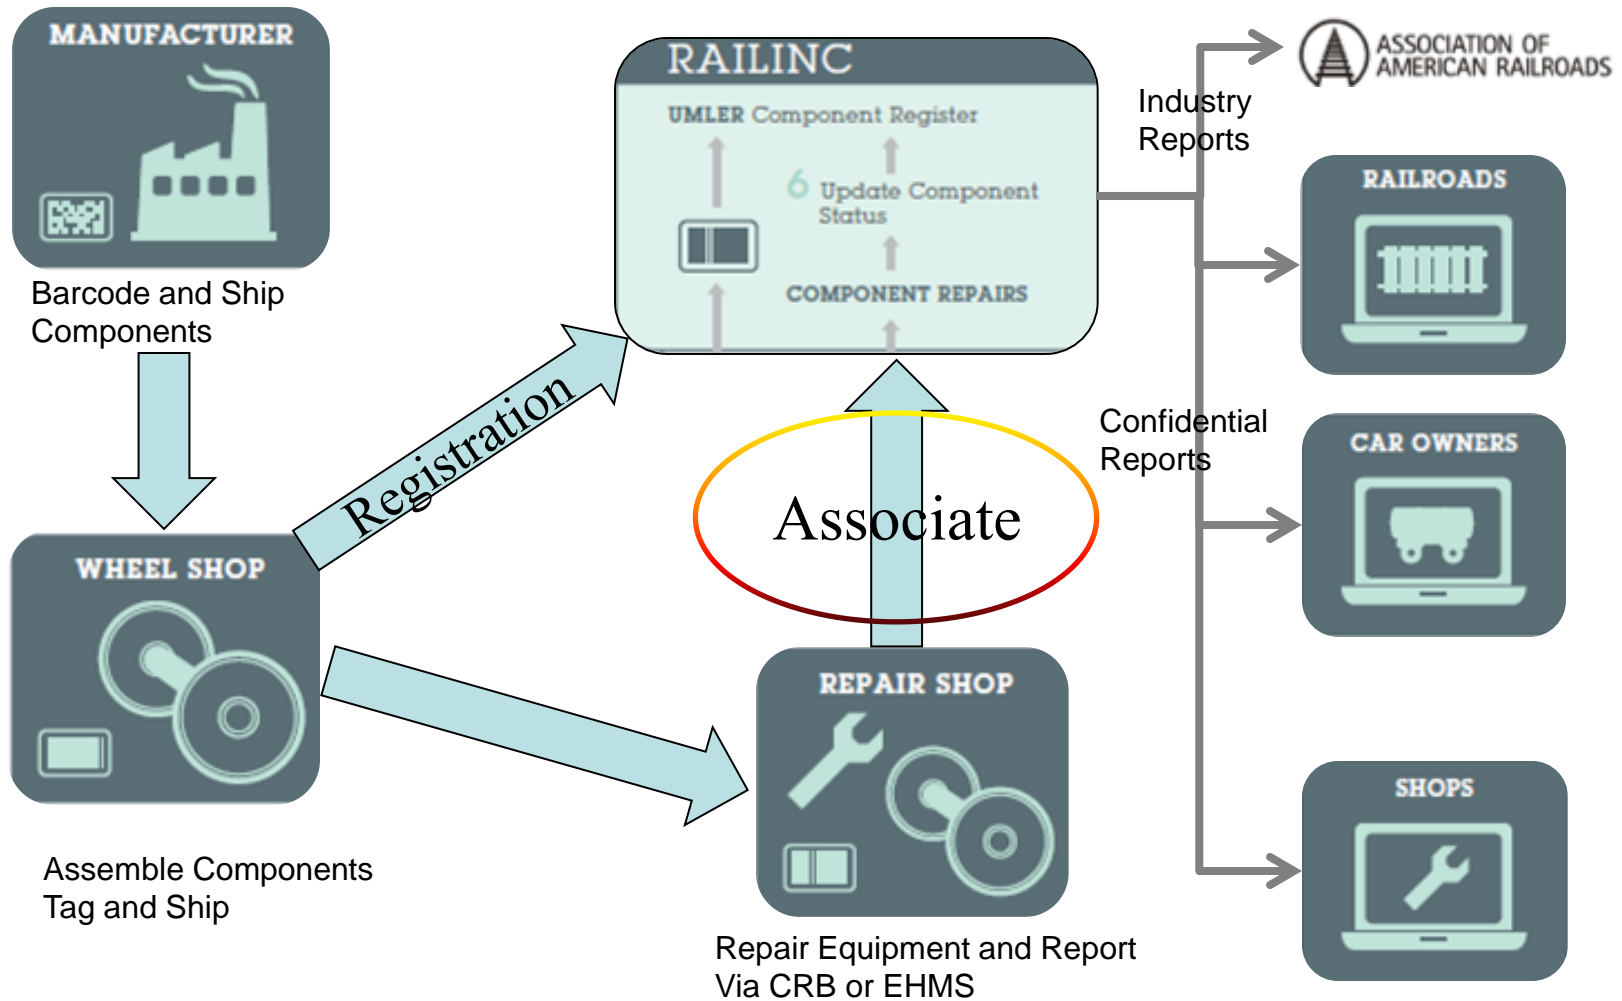 MANUFACTURER
Barcode and Ship
Components
RAILINC
UMLER Component Register
6 Update Component
Status
COMPONENT REPAIRS
Industry
Reports
ASSOCIATION OF
AMERICAN RAILROADS
RAILROADS
Registration
Associate
Confidential
Reports
CAR OWNERS
WHEEL SHOP
Assemble Components
Tag and Ship
REPAIR SHOP
Repair Equipment and Report
Via CRB or EHMS
SHOPS